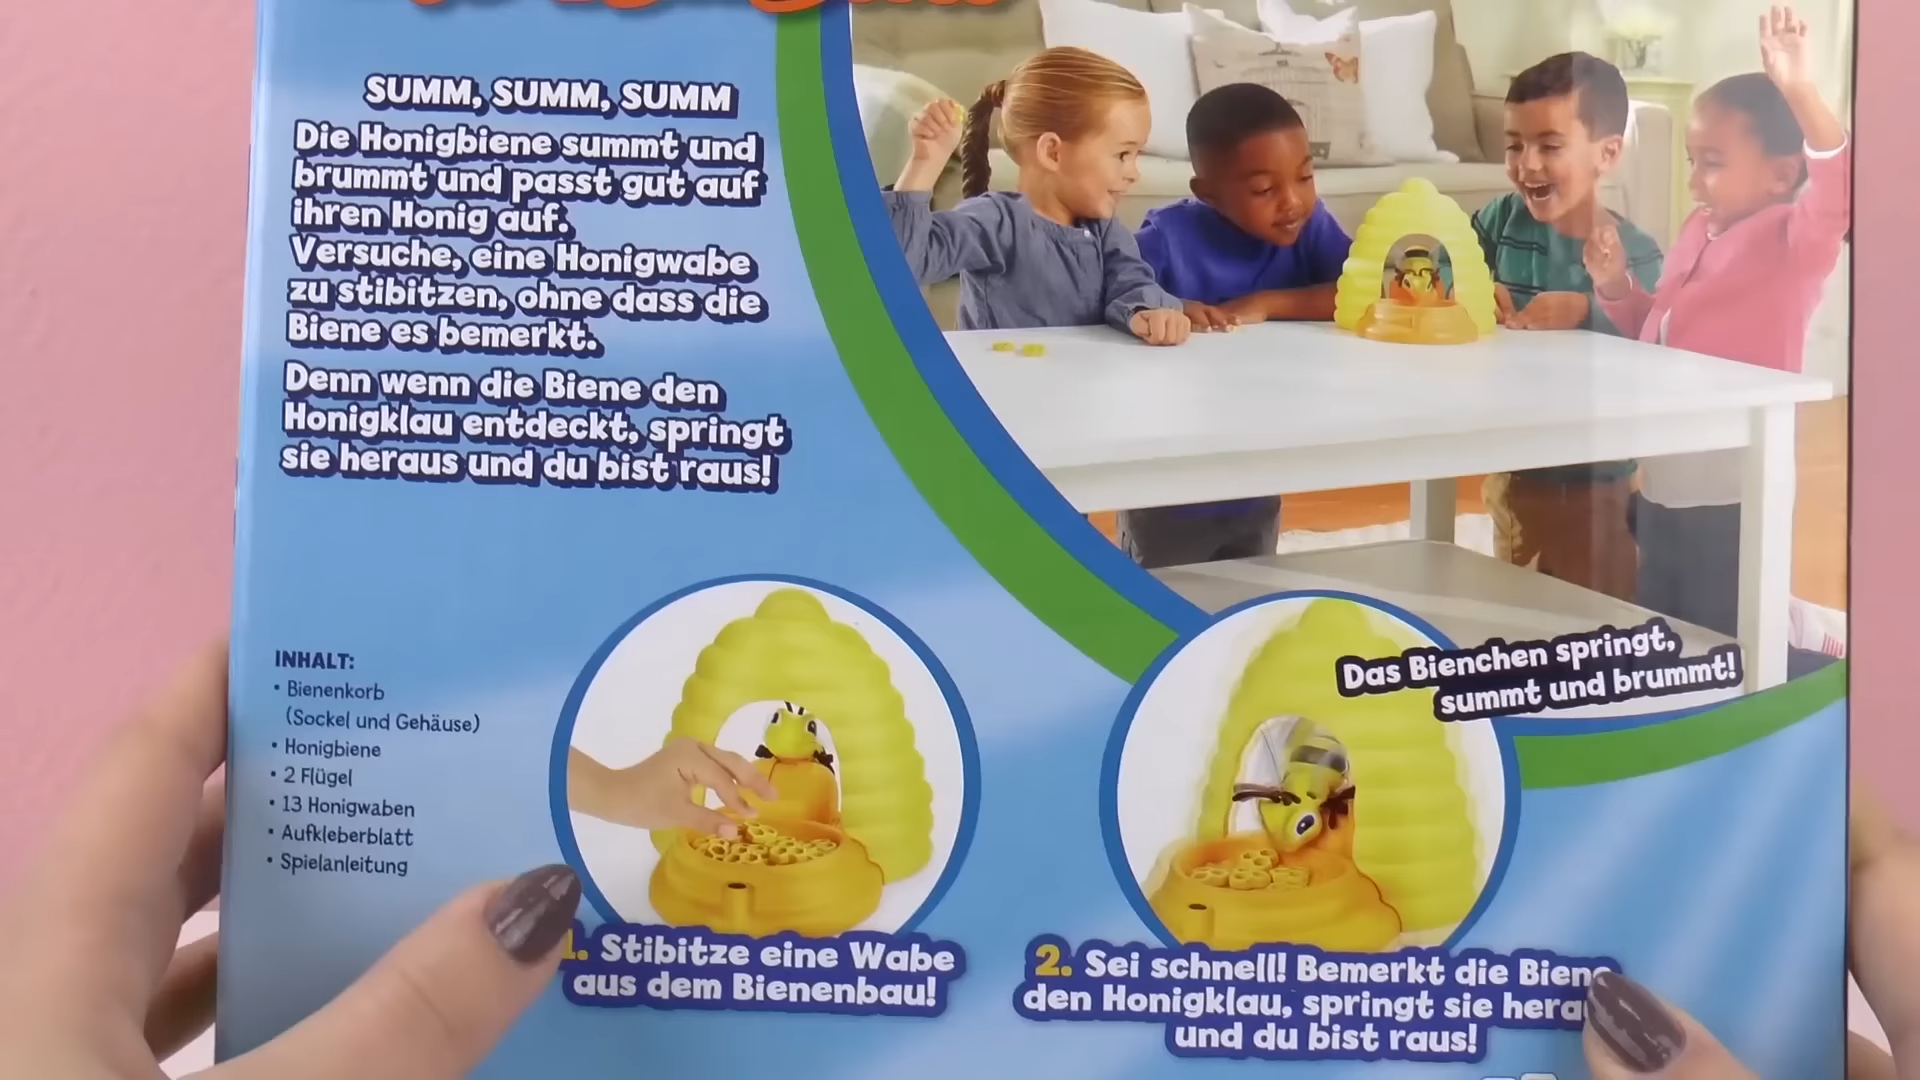 SUMM, SUMM, SUMM
Die Honigbiene summt und
brummt und passt gut auf
ihren Honig auf.
Versuche, eine Honigwabe
zu stibitzen, ohne dass die
Biene es bemerkt.
Denn wenn die Biene den
Honigklau entdeckt, springt
sie heraus und du bist raus!
INHALT:
• Bienenkorb
(Sockel und Gehäuse)
• Honigbiene
• 2 Flügel
• 13 Honigwaben
• Aufkleberblatt
• Spielanleitung
Das Bienchen springt,
summt und brummt!
1. Stibitze eine Wabe
aus dem Bienenbau!
2. Sei schnell! Bemerkt die Biene
den Honigklau, springt sie
und du bist raus!